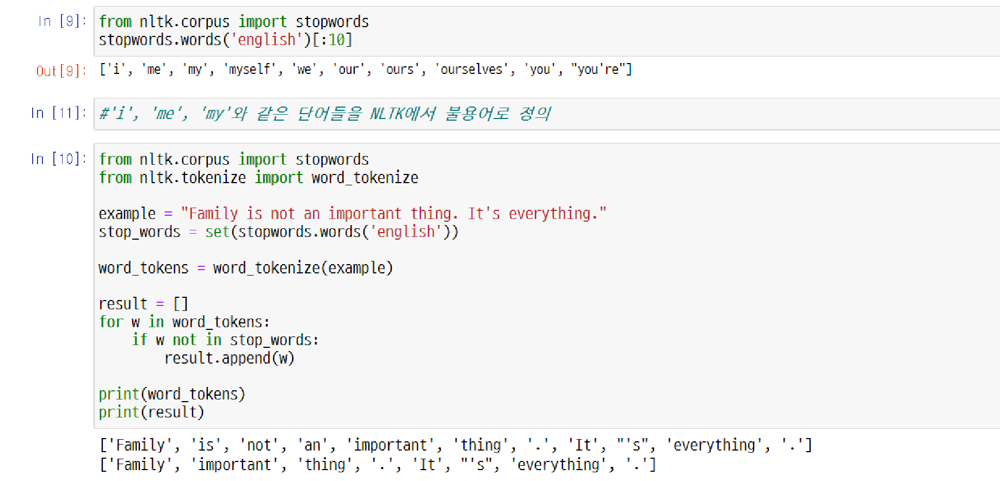 In [9]: from nltk.corpus import stopwords
stopwords.words('english')[:10]
Out[9]: ['i', 'me', 'my', 'myself', 'we', 'our', 'ours', 'ourselves', 'you', "you're"]
In [11]: #'i', 'me', 'my'와 같은 단어들을 NLTK에서 불용어로 정의
In [10]: from nltk.corpus import stopwords
from nltk.tokenize import word_tokenize
example = "Family is not an important thing. It's everything."
stop_words = set(stopwords.words('english'))
word_tokens = word_tokenize(example)
result = []
for w in word_tokens:
    if w not in stop_words:
        result.append(w)
print(word_tokens)
print(result)
['Family', 'is', 'not', 'an', 'important', 'thing', '.', 'It', "'s", 'everything', '.']
['Family', 'important', 'thing', '.', 'It', "'s", 'everything', '.']